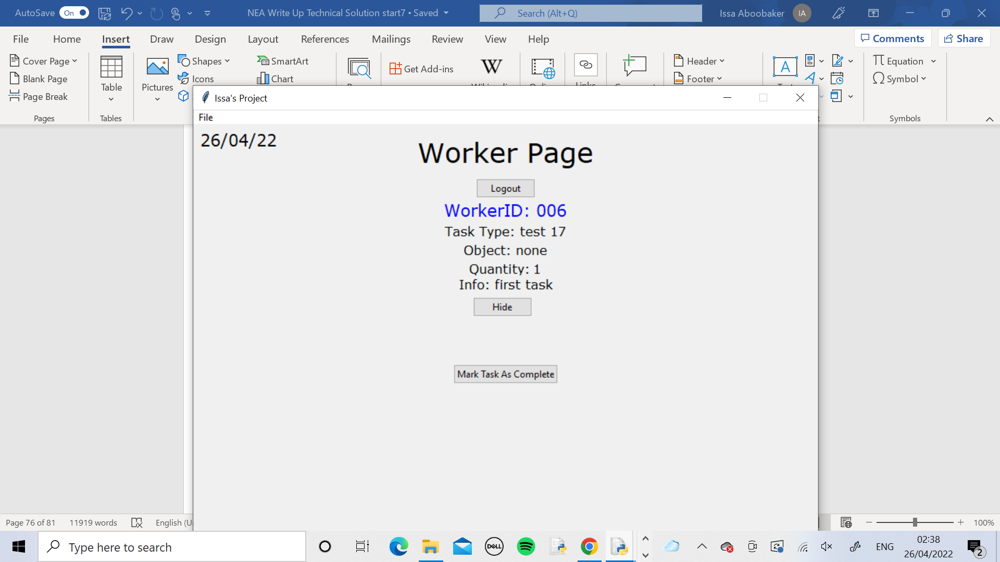 AutoSave On NEA Write Up Technical Solution start7 • Saved Search (Alt+Q) Issa Aboobaker IA
File Home Insert Draw Design Layout References Mailings Review View Help Comments Share
Cover Page Shapes SmartArt Header Equation
Get Add-ins W A
Blank Page Table Pictures Icons Chart Footer Symbol
Page Break
Pages Tables Symbols
Issa's Project
File
26/04/22
Worker Page
Logout
WorkerID: 006
Task Type: test 17
Object: none
Quantity: 1
Info: first task
Hide
Mark Task As Complete
Page 76 of 81 11919 words 100%
Type here to search DELL ENG 02:38
26/04/2022 2